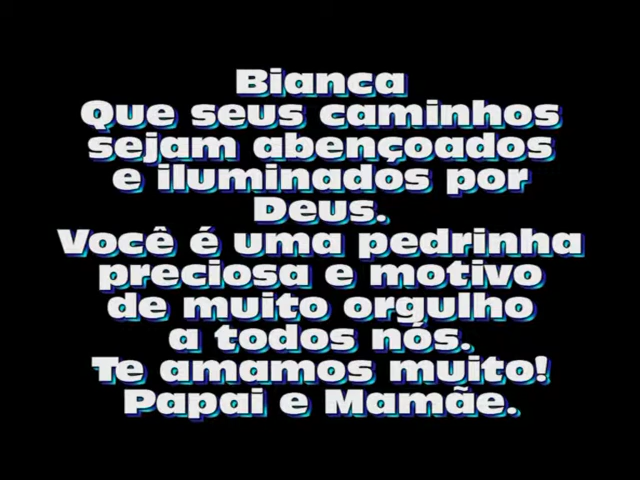 Bianca
Que seus caminhos
sejam abençoados
e iluminados por
Deus.
Você é uma pedrinha
preciosa e motivo
de muito orgulho
a todos nós.
Te amamos muito!
Papai e Mamãe.